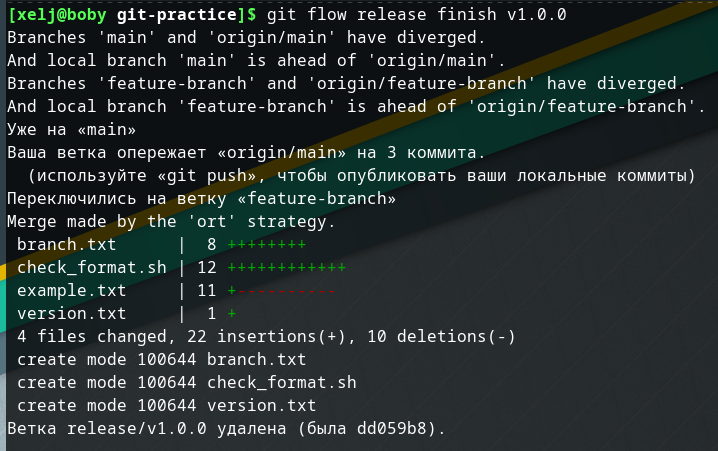 [xelj@boby git-practice]$ git flow release finish v1.0.0
Branches 'main' and 'origin/main' have diverged.
And local branch 'main' is ahead of 'origin/main'.
Branches 'feature-branch' and 'origin/feature-branch' have diverged.
And local branch 'feature-branch' is ahead of 'origin/feature-branch'.
Уже на «main»
Ваша ветка опережает «origin/main» на 3 коммита.
  (используйте «git push», чтобы опубликовать ваши локальные коммиты)
Переключились на ветку «feature-branch»
Merge made by the 'ort' strategy.
 branch.txt      |  8 ++++++++
 check_format.sh | 12 ++++++++++++
 example.txt     | 11 +----------
 version.txt     |  1 +
 4 files changed, 22 insertions(+), 10 deletions(-)
 create mode 100644 branch.txt
 create mode 100644 check_format.sh
 create mode 100644 version.txt
Ветка release/v1.0.0 удалена (была dd059b8).